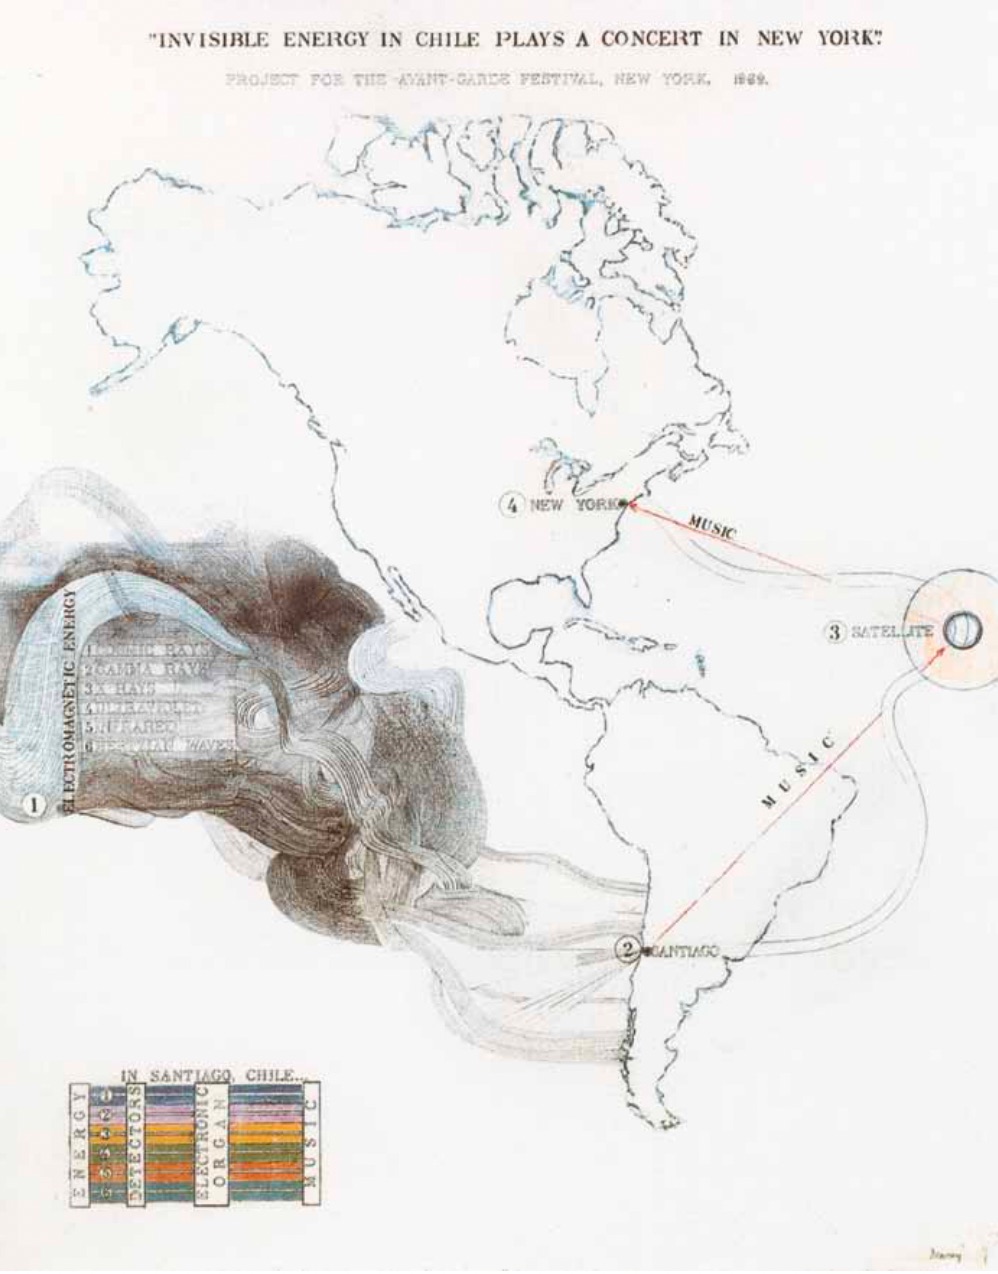 "INVISIBLE ENERGY IN CHILE PLAYS A CONCERT IN NEW YORK".
PROJECT FOR THE AVANT-GARDE FESTIVAL, NEW YORK, 1969.
4 NEW YORK
MUSIC
3 SATELLITE
ELECTROMAGNETIC ENERGY
1 COSMIC RAYS
2 GAMMA RAYS
3 X RAYS
4 ULTRAVIOLET
5 INFRARED
6 HERTZIAN WAVES
1
MUSIC
2 SANTIAGO
IN SANTIAGO, CHILE...
ENERGY
1
2
3
4
5
6
DETECTORS
ELECTRONIC
ORGAN
MUSIC